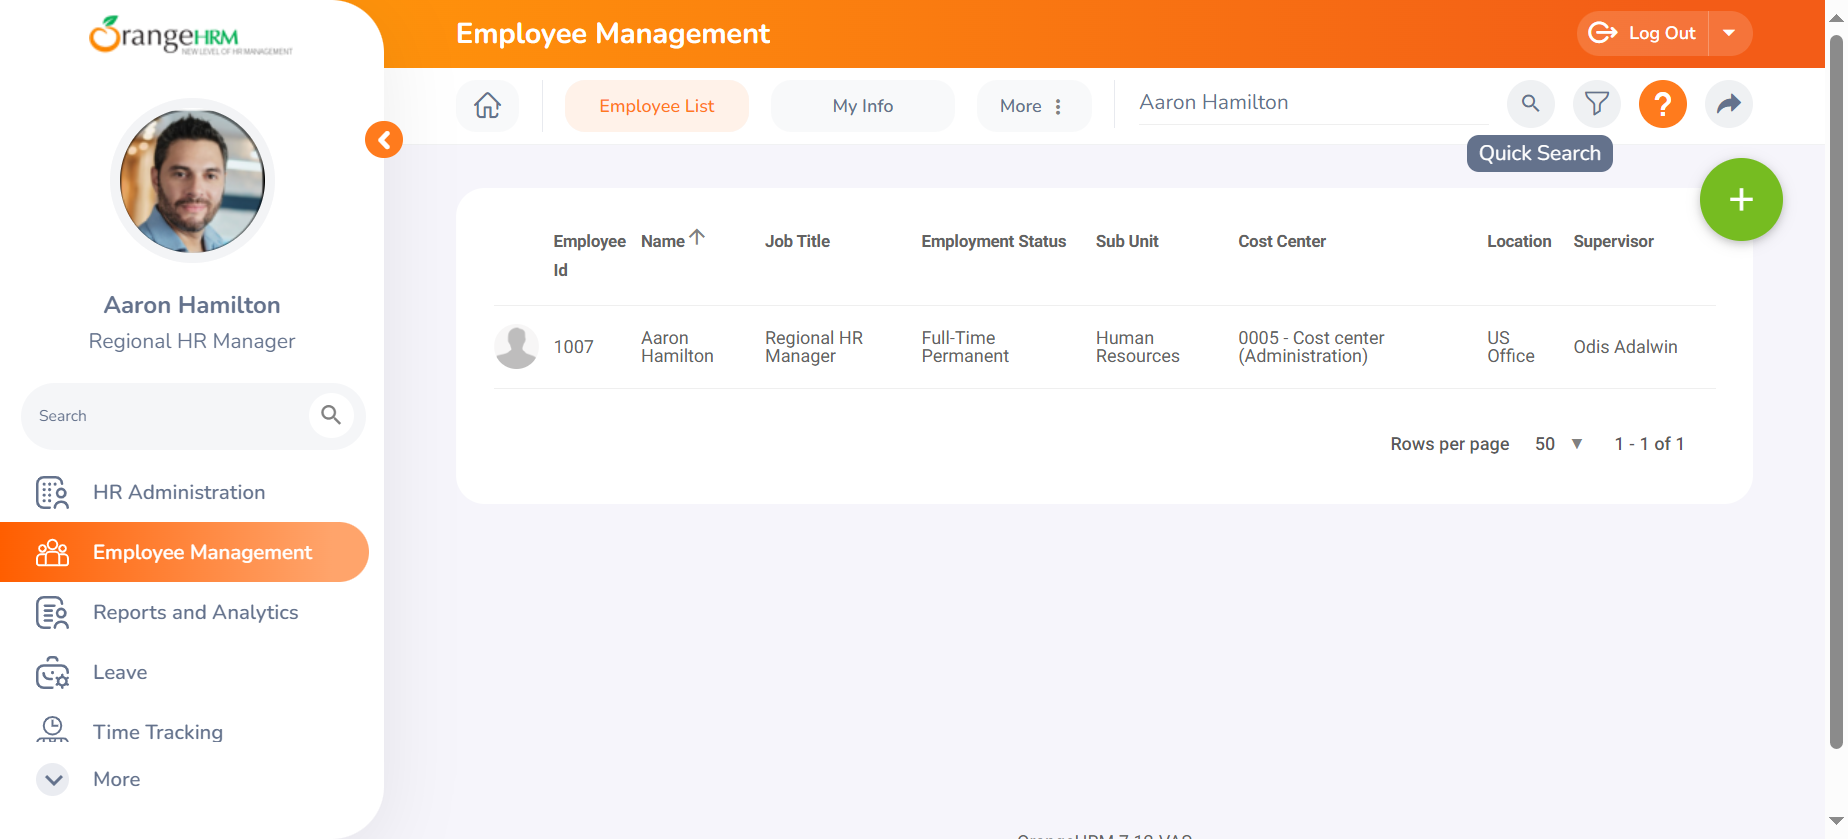 OrangeHRM
NEW LEVEL OF HR MANAGEMENT
Employee Management
Log Out
Employee List
My Info
More
Aaron Hamilton
?
Quick Search
Aaron Hamilton
Regional HR Manager
Search
HR Administration
Employee Management
Reports and Analytics
Leave
Time Tracking
More
+
Employee Name Job Title Employment Status Sub Unit Cost Center Location Supervisor
Id
1007
Aaron
Hamilton
Regional HR
Manager
Full-Time
Permanent
Human
Resources
0005 - Cost center
(Administration)
US
Office
Odis Adalwin
Rows per page 50 1 - 1 of 1